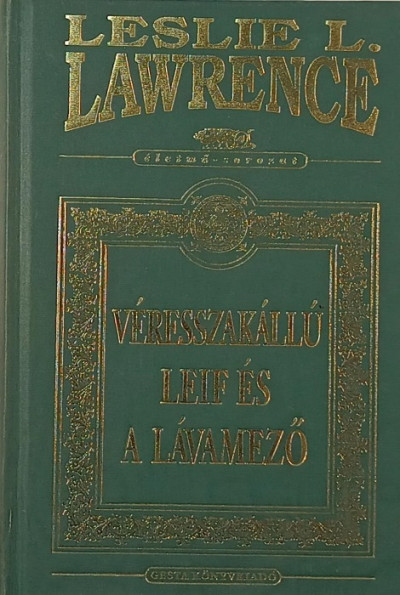 LESLIE L.
LAWRENCE
életmű-sorozat
VÉRESSZAKÁLLÚ
LEIF ÉS
A LÁVAMEZŐ
GESTA KÖNYVKIADÓ